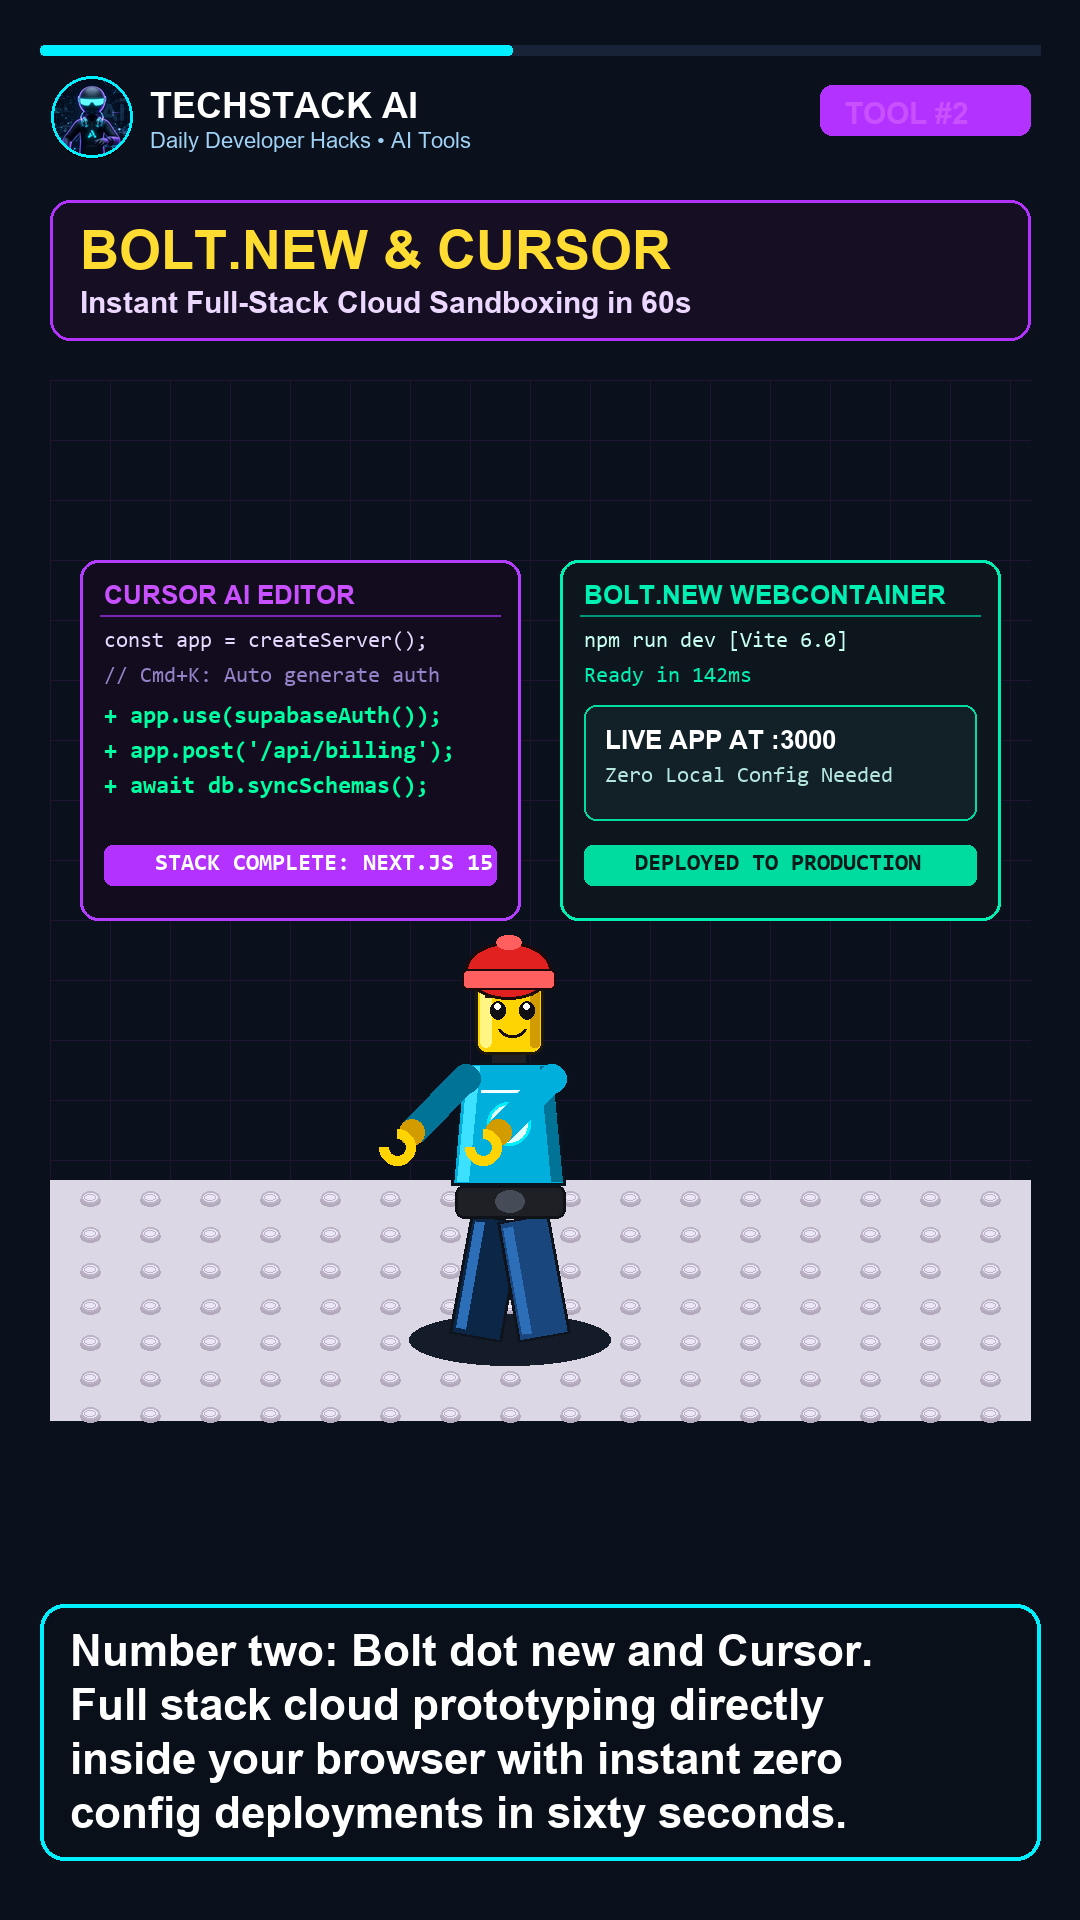 TECHSTACK AI
Daily Developer Hacks • AI Tools
TOOL #2
BOLT.NEW & CURSOR
Instant Full-Stack Cloud Sandboxing in 60s
CURSOR AI EDITOR
const app = createServer();
// Cmd+K: Auto generate auth
+ app.use(supabaseAuth());
+ app.post('/api/billing');
+ await db.syncSchemas();
STACK COMPLETE: NEXT.JS 15
BOLT.NEW WEBCONTAINER
npm run dev [Vite 6.0]
Ready in 142ms
LIVE APP AT :3000
Zero Local Config Needed
DEPLOYED TO PRODUCTION
Number two: Bolt dot new and Cursor.
Full stack cloud prototyping directly
inside your browser with instant zero
config deployments in sixty seconds.